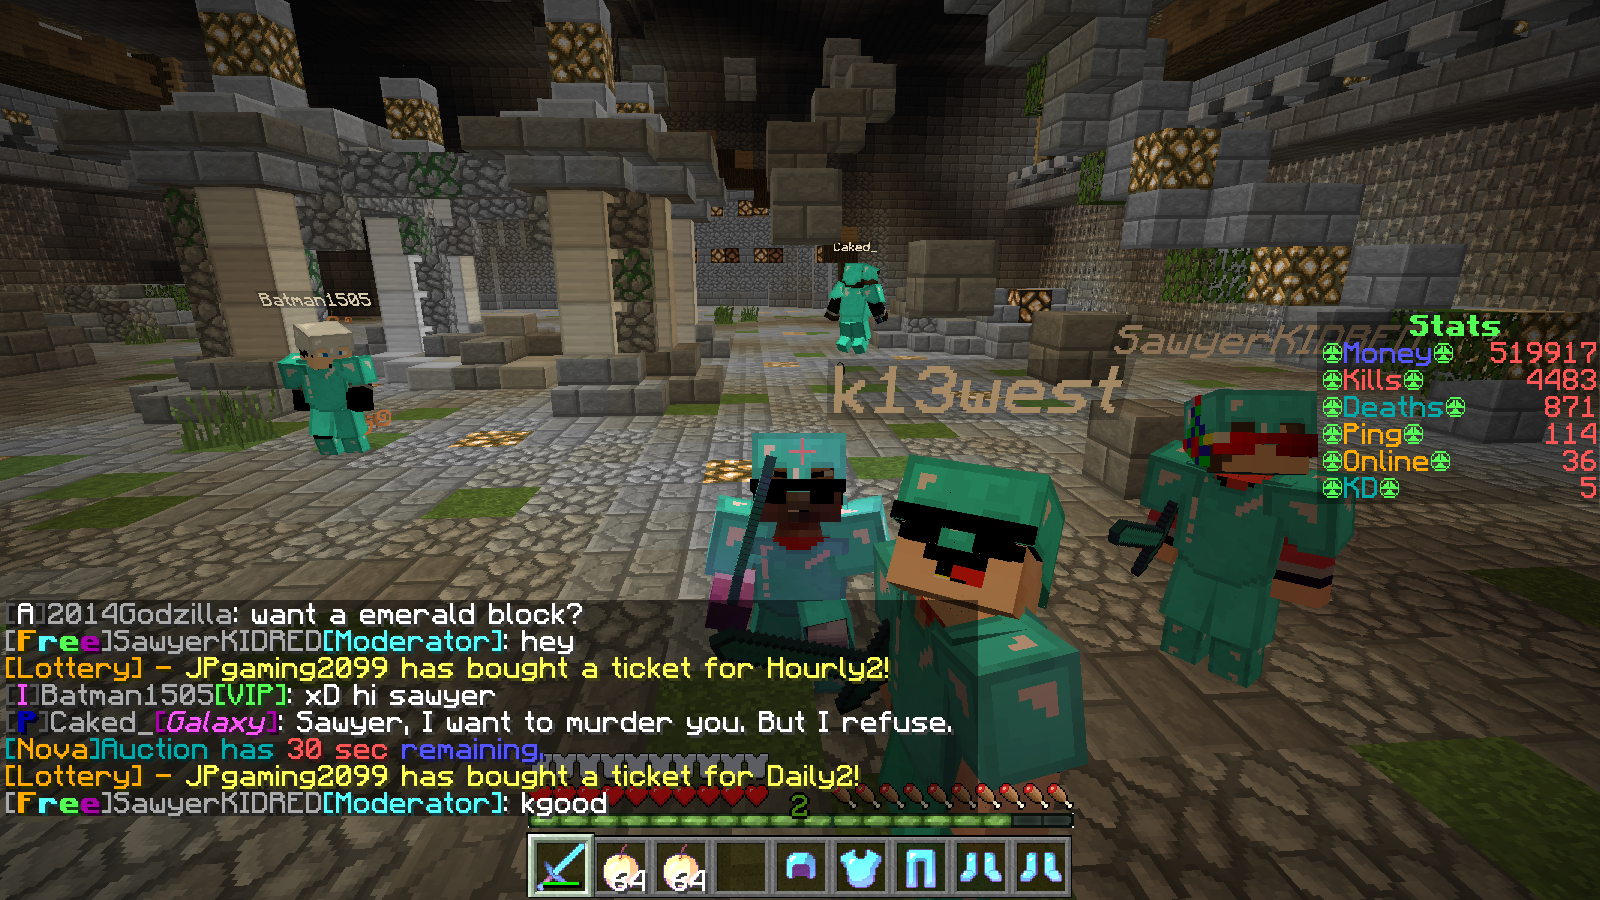 Caked_
Batman1505
SawyerKIDRED
k13west
Stats
Money 519917
Kills 4483
Deaths 871
Ping 114
Online 36
KD 5
[A]2014Godzilla: want a emerald block?
[Free]SawyerKIDRED[Moderator]: hey
[Lottery] - JPgaming2099 has bought a ticket for Hourly2!
[I]Batman1505[VIP]: xD hi sawyer
[P]Caked_[Galaxy]: Sawyer, I want to murder you. But I refuse.
[Nova]Auction has 30 sec remaining.
[Lottery] - JPgaming2099 has bought a ticket for Daily2!
[Free]SawyerKIDRED[Moderator]: kgood
2
64 64